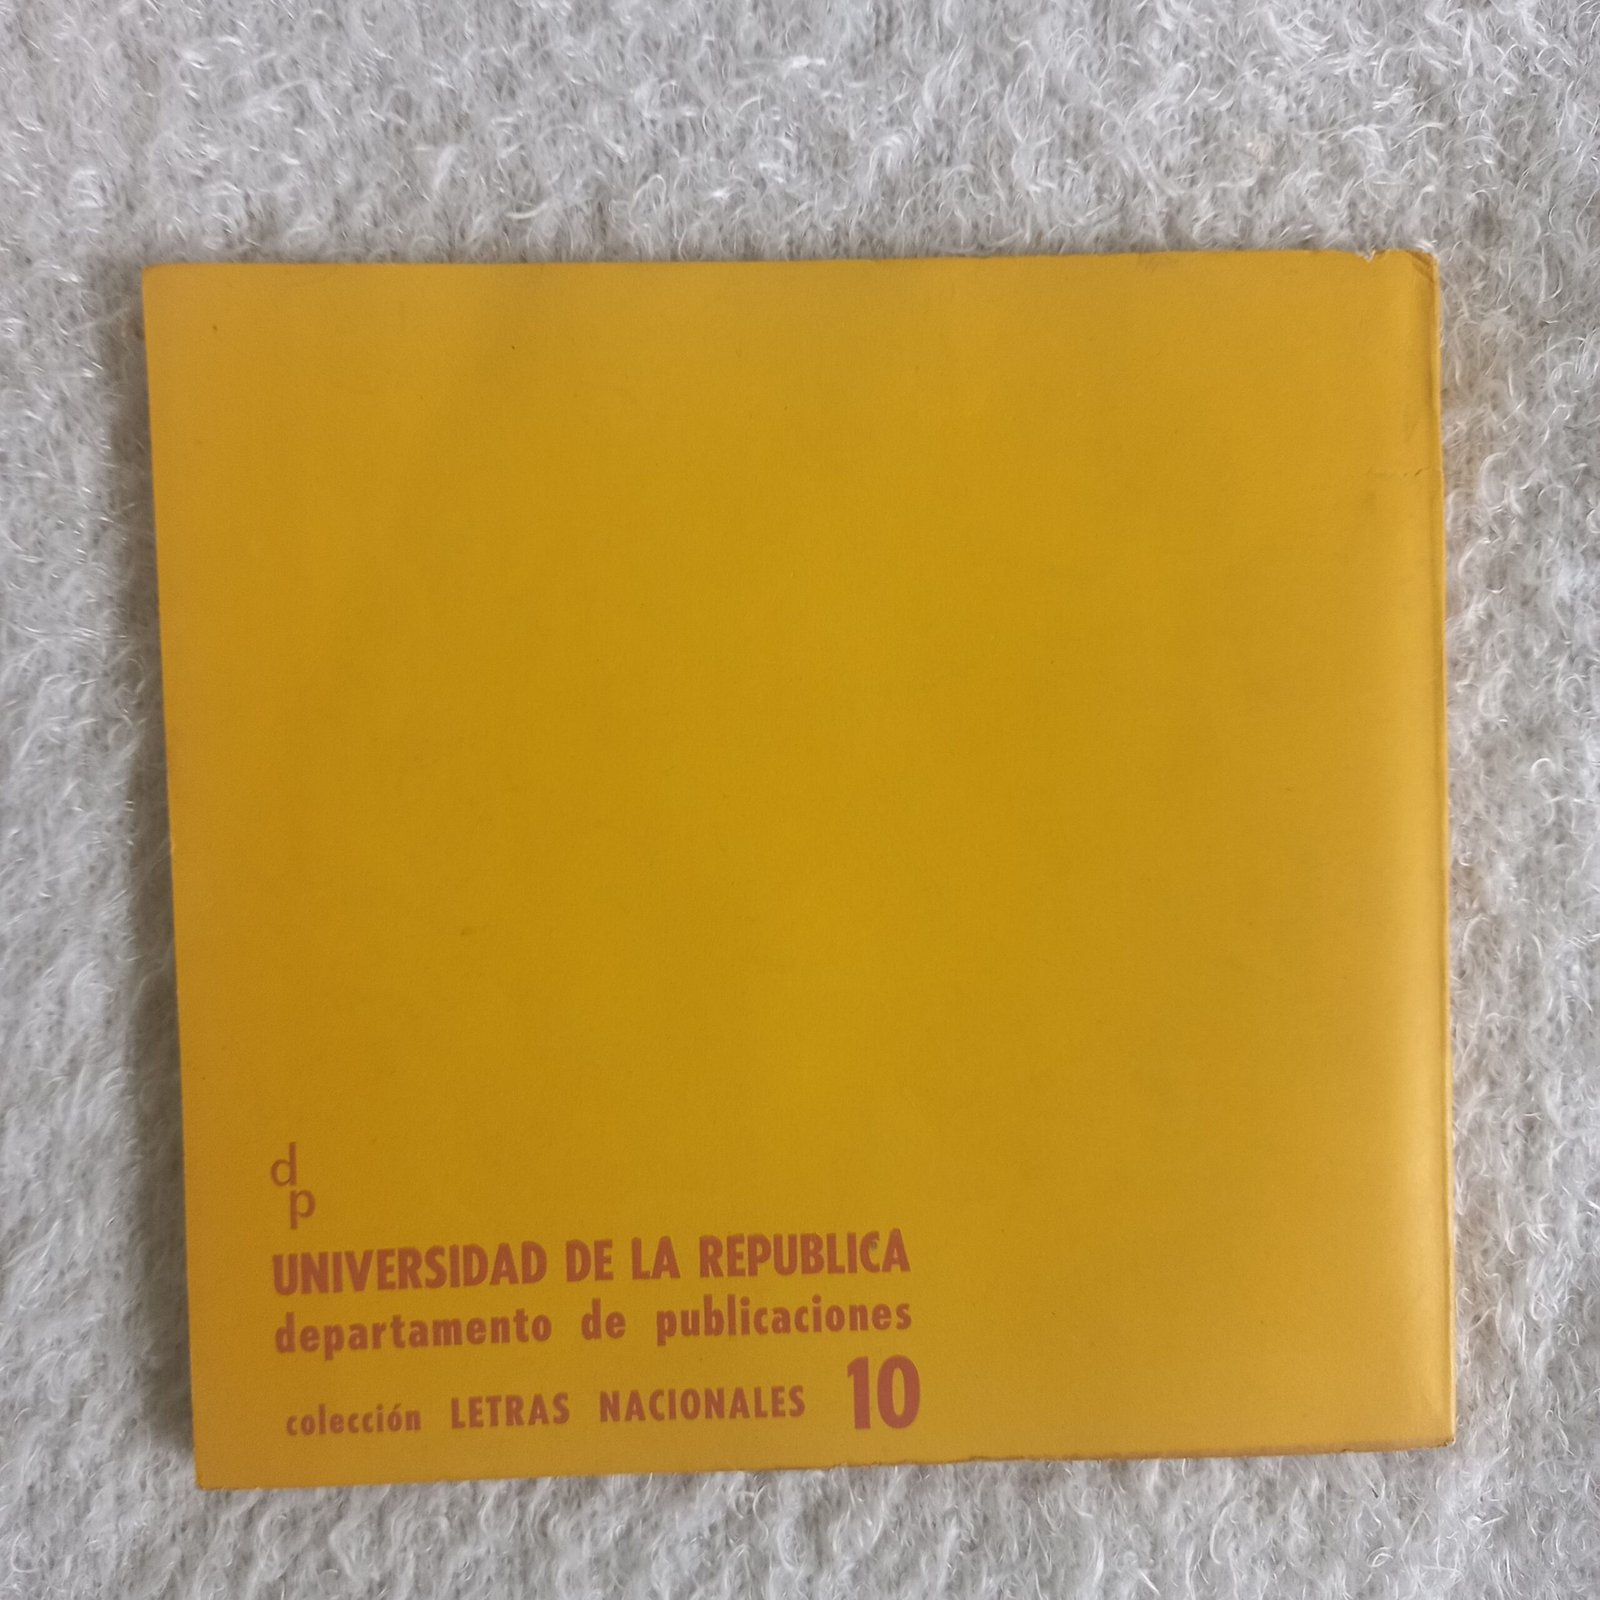 d
p
UNIVERSIDAD DE LA REPUBLICA
departamento de publicaciones
colección LETRAS NACIONALES 10